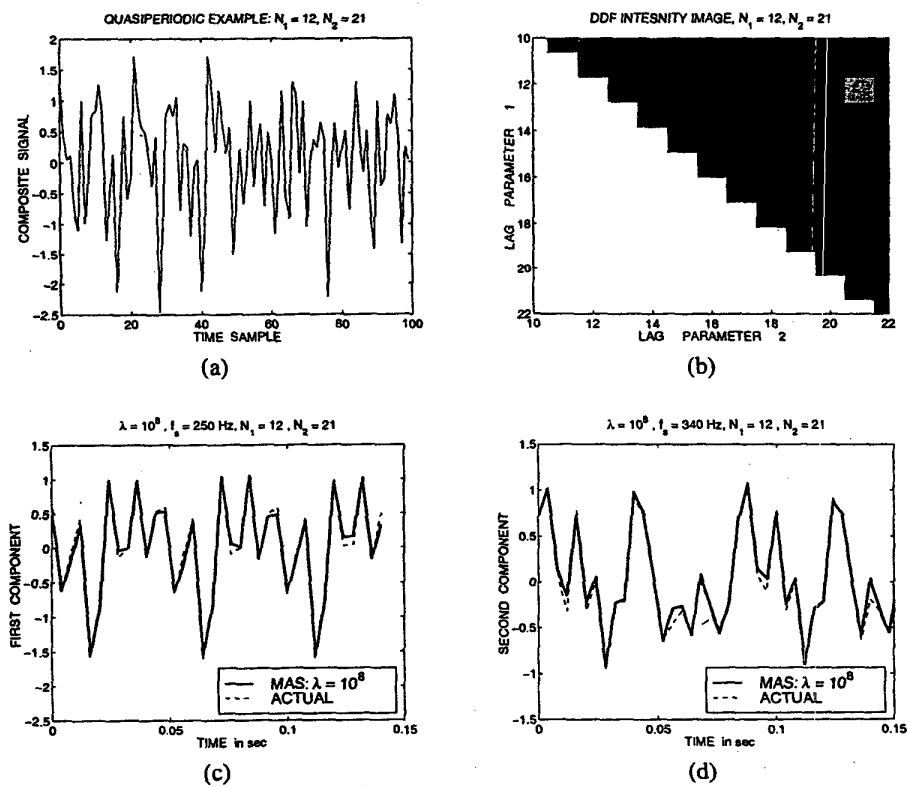 QUASIPERIODIC EXAMPLE: N1 = 12, N2 = 21
2
1.5
1
0.5
0
−0.5
−1
−1.5
−2
−2.5
COMPOSITE SIGNAL
0
20
40
60
80
100
TIME SAMPLE
(a)
DDF INTESNITY IMAGE, N1 = 12, N2 = 21
10
12
14
16
18
20
22
LAG PARAMETER 1
10
12
14
16
18
20
22
LAG PARAMETER 2
(b)
λ = 10^8 , fs = 250 Hz, N1 = 12 , N2 = 21
1.5
1
0.5
0
−0.5
−1
−1.5
−2
−2.5
FIRST COMPONENT
MAS: λ = 10^8
ACTUAL
0
0.05
0.1
0.15
TIME in sec
(c)
λ = 10^8 , fs = 340 Hz, N1 = 12 , N2 = 21
1.5
1
0.5
0
−0.5
−1
−1.5
SECOND COMPONENT
MAS: λ = 10^8
ACTUAL
0
0.05
0.1
0.15
TIME in sec
(d)